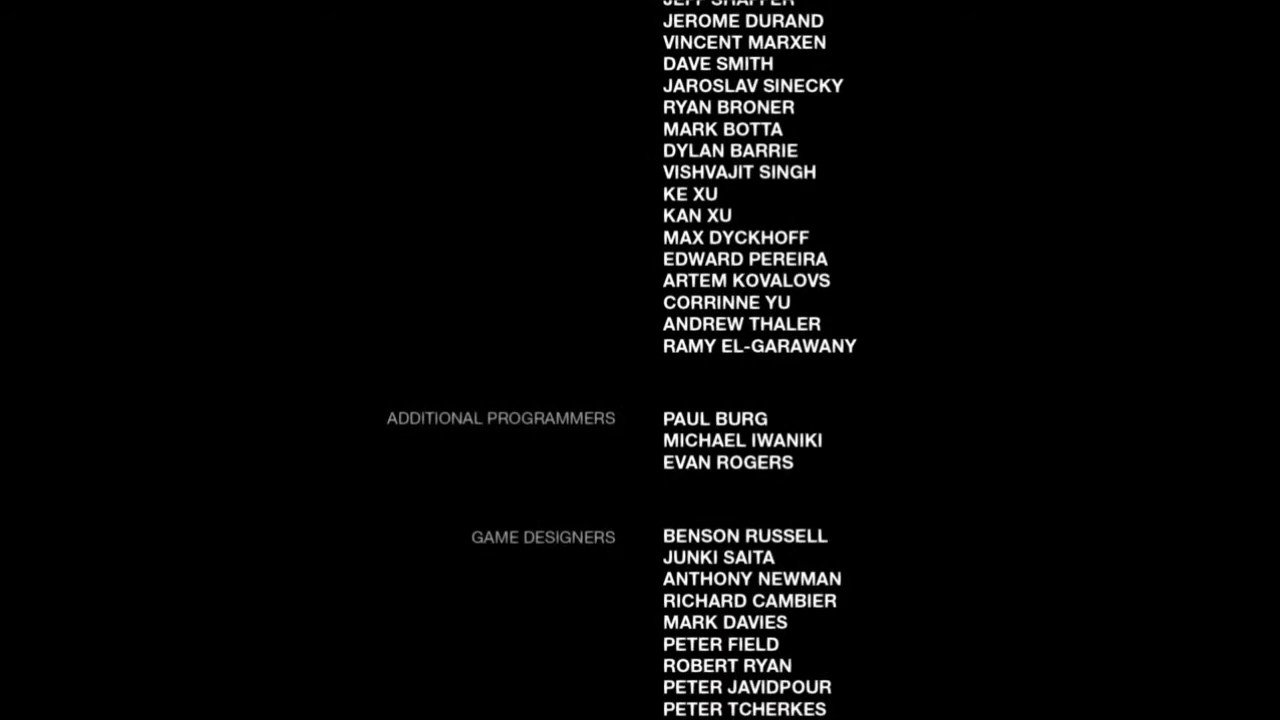 JEFF SHAFFER
JEROME DURAND
VINCENT MARXEN
DAVE SMITH
JAROSLAV SINECKY
RYAN BRONER
MARK BOTTA
DYLAN BARRIE
VISHVAJIT SINGH
KE XU
KAN XU
MAX DYCKHOFF
EDWARD PEREIRA
ARTEM KOVALOVS
CORRINNE YU
ANDREW THALER
RAMY EL-GARAWANY
ADDITIONAL PROGRAMMERS PAUL BURG
MICHAEL IWANIKI
EVAN ROGERS
GAME DESIGNERS BENSON RUSSELL
JUNKI SAITA
ANTHONY NEWMAN
RICHARD CAMBIER
MARK DAVIES
PETER FIELD
ROBERT RYAN
PETER JAVIDPOUR
PETER TCHERKES